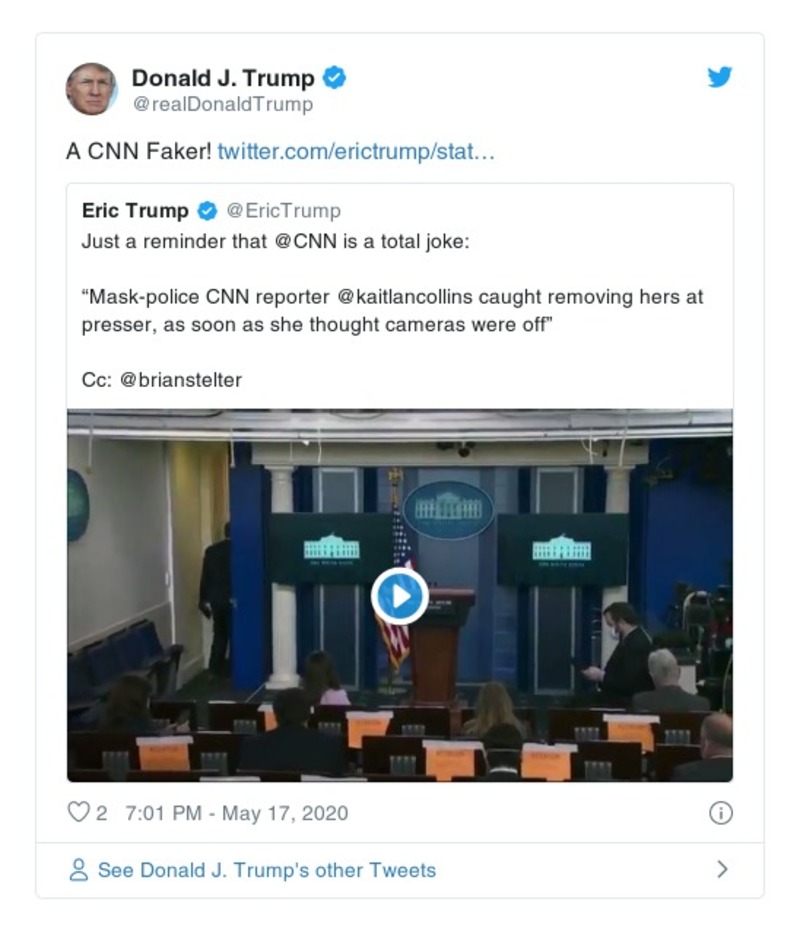 Donald J. Trump
@realDonaldTrump
A CNN Faker! twitter.com/erictrump/stat…
Eric Trump @EricTrump
Just a reminder that @CNN is a total joke:
“Mask-police CNN reporter @kaitlancollins caught removing hers at
presser, as soon as she thought cameras were off”
Cc: @brianstelter
2 7:01 PM - May 17, 2020
See Donald J. Trump's other Tweets